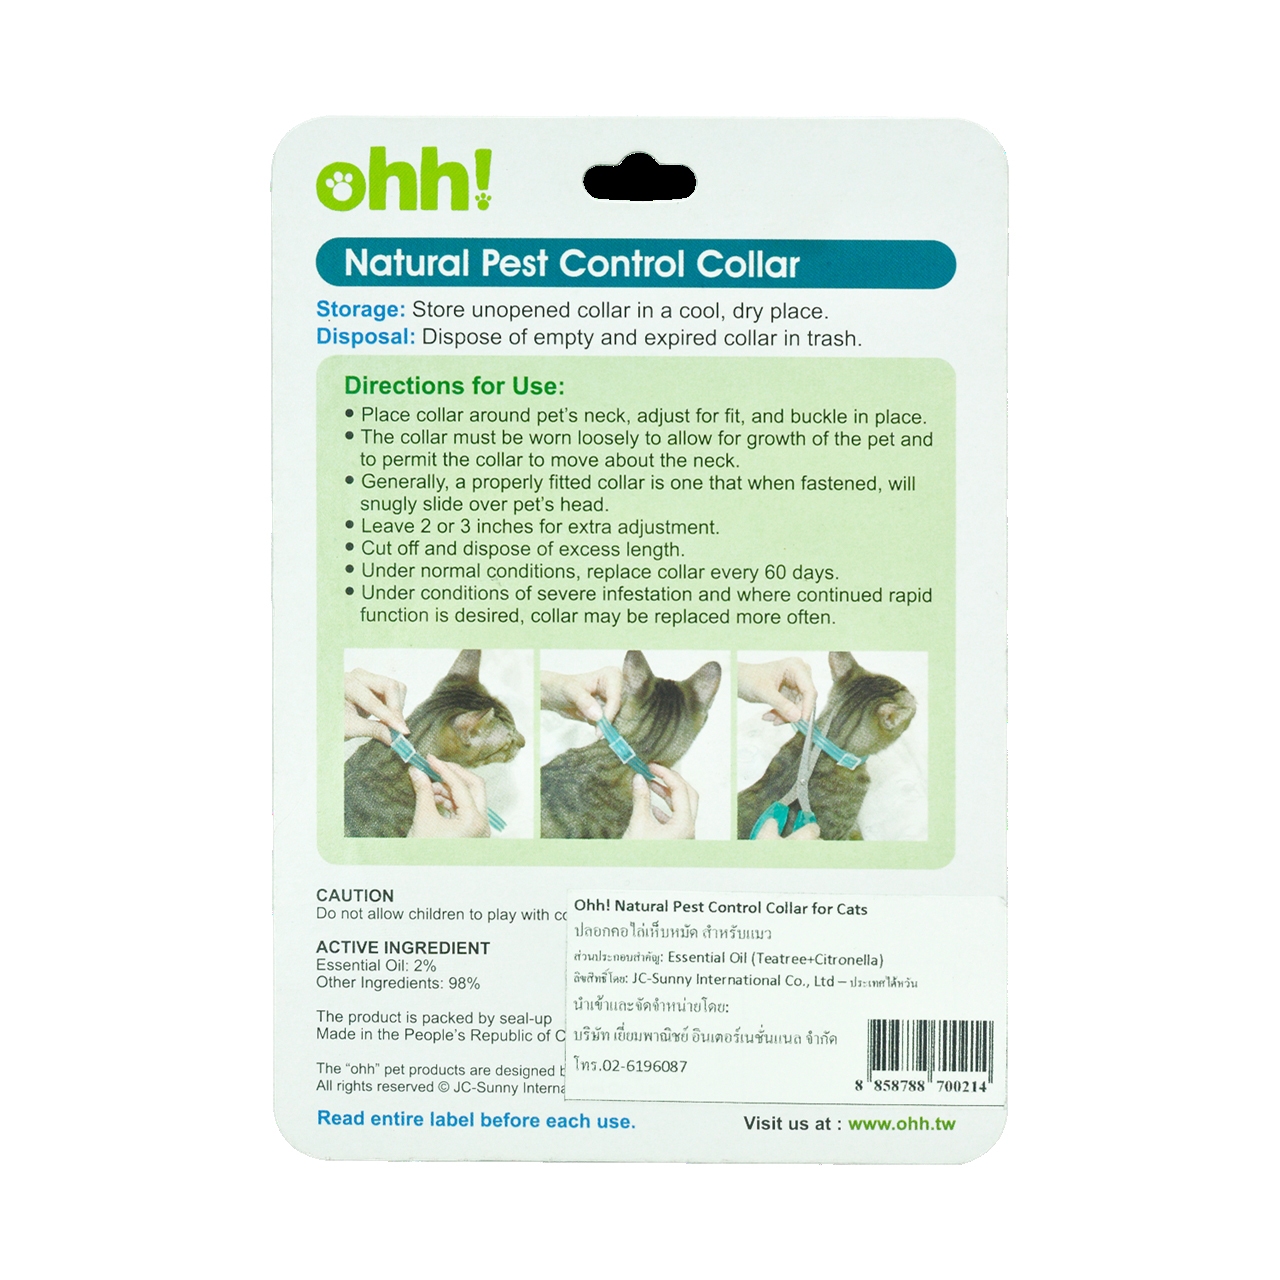 ohh!
Natural Pest Control Collar
Storage: Store unopened collar in a cool, dry place.
Disposal: Dispose of empty and expired collar in trash.
Directions for Use:
• Place collar around pet's neck, adjust for fit, and buckle in place.
• The collar must be worn loosely to allow for growth of the pet and
to permit the collar to move about the neck.
• Generally, a properly fitted collar is one that when fastened, will
snugly slide over pet's head.
• Leave 2 or 3 inches for extra adjustment.
• Cut off and dispose of excess length.
• Under normal conditions, replace collar every 60 days.
• Under conditions of severe infestation and where continued rapid
function is desired, collar may be replaced more often.
CAUTION
Do not allow children to play with
ACTIVE INGREDIENT
Essential Oil: 2%
Other Ingredients: 98%
The product is packed by seal-up
Made in the People's Republic of
The "ohh" pet products are designed
All rights reserved © JC-Sunny
Read entire label before each use.
Ohh! Natural Pest Control Collar for Cats
ปลอกคอไล่เห็บหมัด สำหรับแมว
ส่วนประกอบสำคัญ: Essential Oil (Teatree+Citronella)
ลิขสิทธิ์โดย: JC-Sunny International Co., Ltd – ประเทศไต้หวัน
นำเข้าและจัดจำหน่ายโดย:
บริษัท เยี่ยมพาณิชย์ อินเตอร์เนชั่นแนล จำกัด
โทร.02-6196087
8 858788 700214
Visit us at : www.ohh.tw